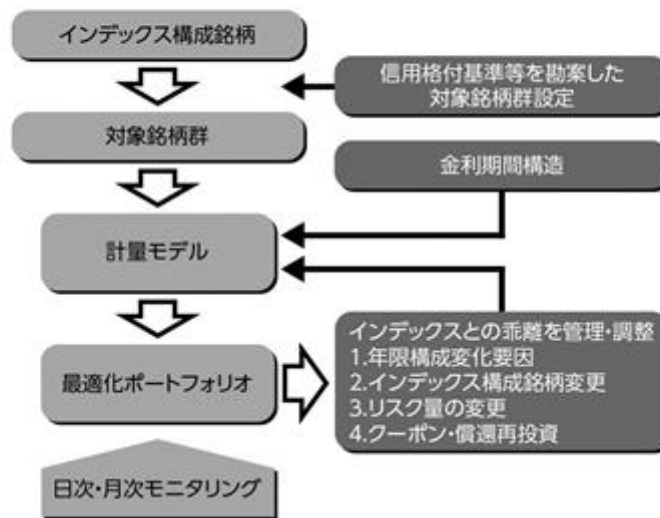 インデックス構成銘柄
信用格付基準等を勘案した
対象銘柄群設定
対象銘柄群
金利期間構造
計量モデル
インデックスとの乖離を管理・調整
1.年限構成変化要因
2.インデックス構成銘柄変更
3.リスク量の変更
4.クーポン・償還再投資
最適化ポートフォリオ
日次・月次モニタリング